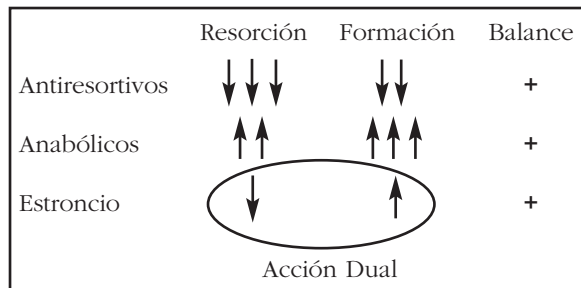 Resorción Formación Balance
Antiresortivos ↓ ↓ ↓ ↓ ↓ +
Anabólicos ↑ ↑ ↑ ↑ ↑ +
Estroncio ↓ ↑ +
Acción Dual